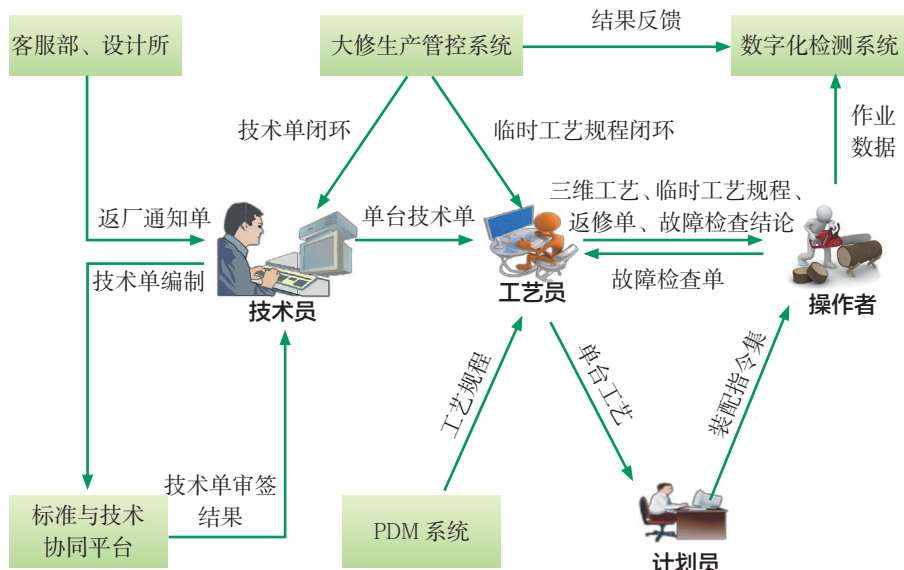 客服部、设计所
大修生产管控系统
结果反馈
数字化检测系统
技术单闭环
临时工艺规程闭环
作业
数据
返厂通知单
单台技术单
三维工艺、临时工艺规程、
返修单、故障检查结论
技术单编制
故障检查单
技术员
工艺员
操作者
工艺规程
单台工艺
装配指令集
技术单审签
结果
标准与技术
协同平台
PDM 系统
计划员